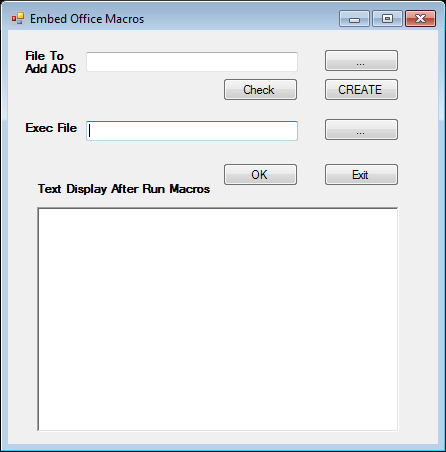 Embed Office Macros
File To
Add ADS
...
Check
CREATE
Exec File
...
OK
Exit
Text Display After Run Macros